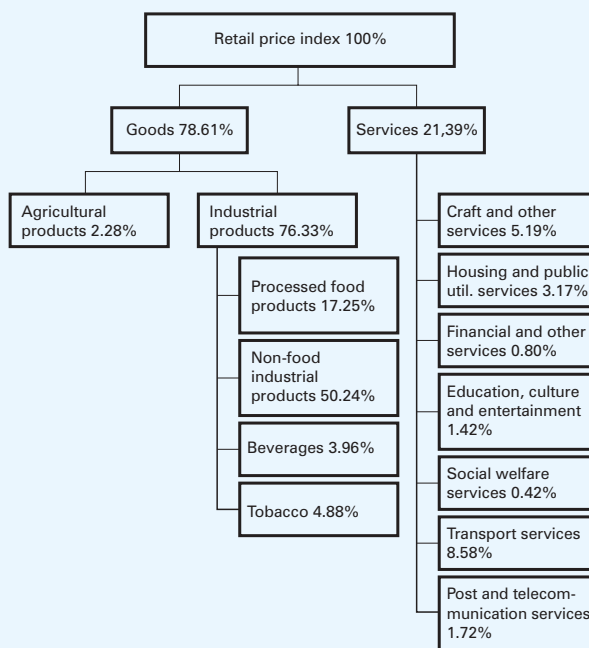 Retail price index 100%
Goods 78.61%
Services 21,39%
Agricultural
products 2.28%
Industrial
products 76.33%
Processed food
products 17.25%
Non-food
industrial
products 50.24%
Beverages 3.96%
Tobacco 4.88%
Craft and other
services 5.19%
Housing and public
util. services 3.17%
Financial and other
services 0.80%
Education, culture
and entertainment
1.42%
Social welfare
services 0.42%
Transport services
8.58%
Post and telecom-
munication services
1.72%